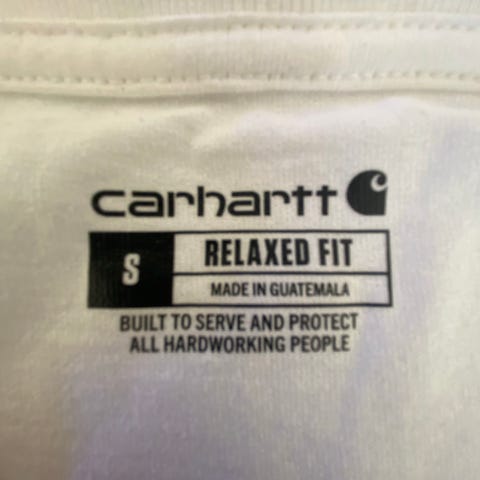 carhartt
S
RELAXED FIT
MADE IN GUATEMALA
BUILT TO SERVE AND PROTECT
ALL HARDWORKING PEOPLE